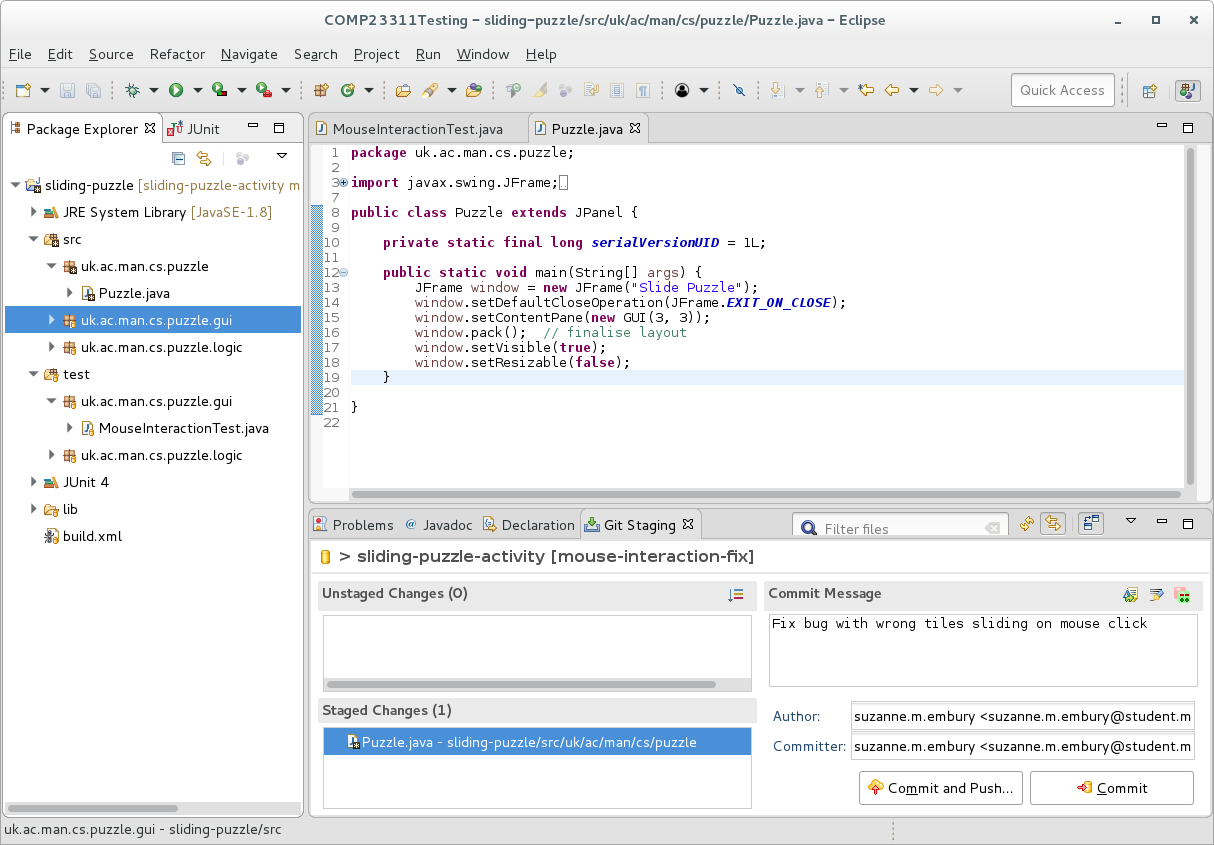 COMP23311Testing - sliding-puzzle/src/uk/ac/man/cs/puzzle/Puzzle.java - Eclipse
File Edit Source Refactor Navigate Search Project Run Window Help
Quick Access
Package Explorer JUnit
sliding-puzzle [sliding-puzzle-activity m
JRE System Library [JavaSE-1.8]
src
uk.ac.man.cs.puzzle
Puzzle.java
uk.ac.man.cs.puzzle.gui
uk.ac.man.cs.puzzle.logic
test
uk.ac.man.cs.puzzle.gui
MouseInteractionTest.java
uk.ac.man.cs.puzzle.logic
JUnit 4
lib
build.xml
MouseInteractionTest.java Puzzle.java
1 package uk.ac.man.cs.puzzle;
2
3 import javax.swing.JFrame;
7
8 public class Puzzle extends JPanel {
9
10 private static final long serialVersionUID = 1L;
11
12 public static void main(String[] args) {
13 JFrame window = new JFrame("Slide Puzzle");
14 window.setDefaultCloseOperation(JFrame.EXIT_ON_CLOSE);
15 window.setContentPane(new GUI(3, 3));
16 window.pack(); // finalise layout
17 window.setVisible(true);
18 window.setResizable(false);
19 }
20
21 }
22
Problems @ Javadoc Declaration Git Staging Filter files
> sliding-puzzle-activity [mouse-interaction-fix]
Unstaged Changes (0)
Staged Changes (1)
Puzzle.java - sliding-puzzle/src/uk/ac/man/cs/puzzle
Commit Message
Fix bug with wrong tiles sliding on mouse click
Author: suzanne.m.embury <suzanne.m.embury@student.m
Committer: suzanne.m.embury <suzanne.m.embury@student.m
Commit and Push... Commit
uk.ac.man.cs.puzzle.gui - sliding-puzzle/src